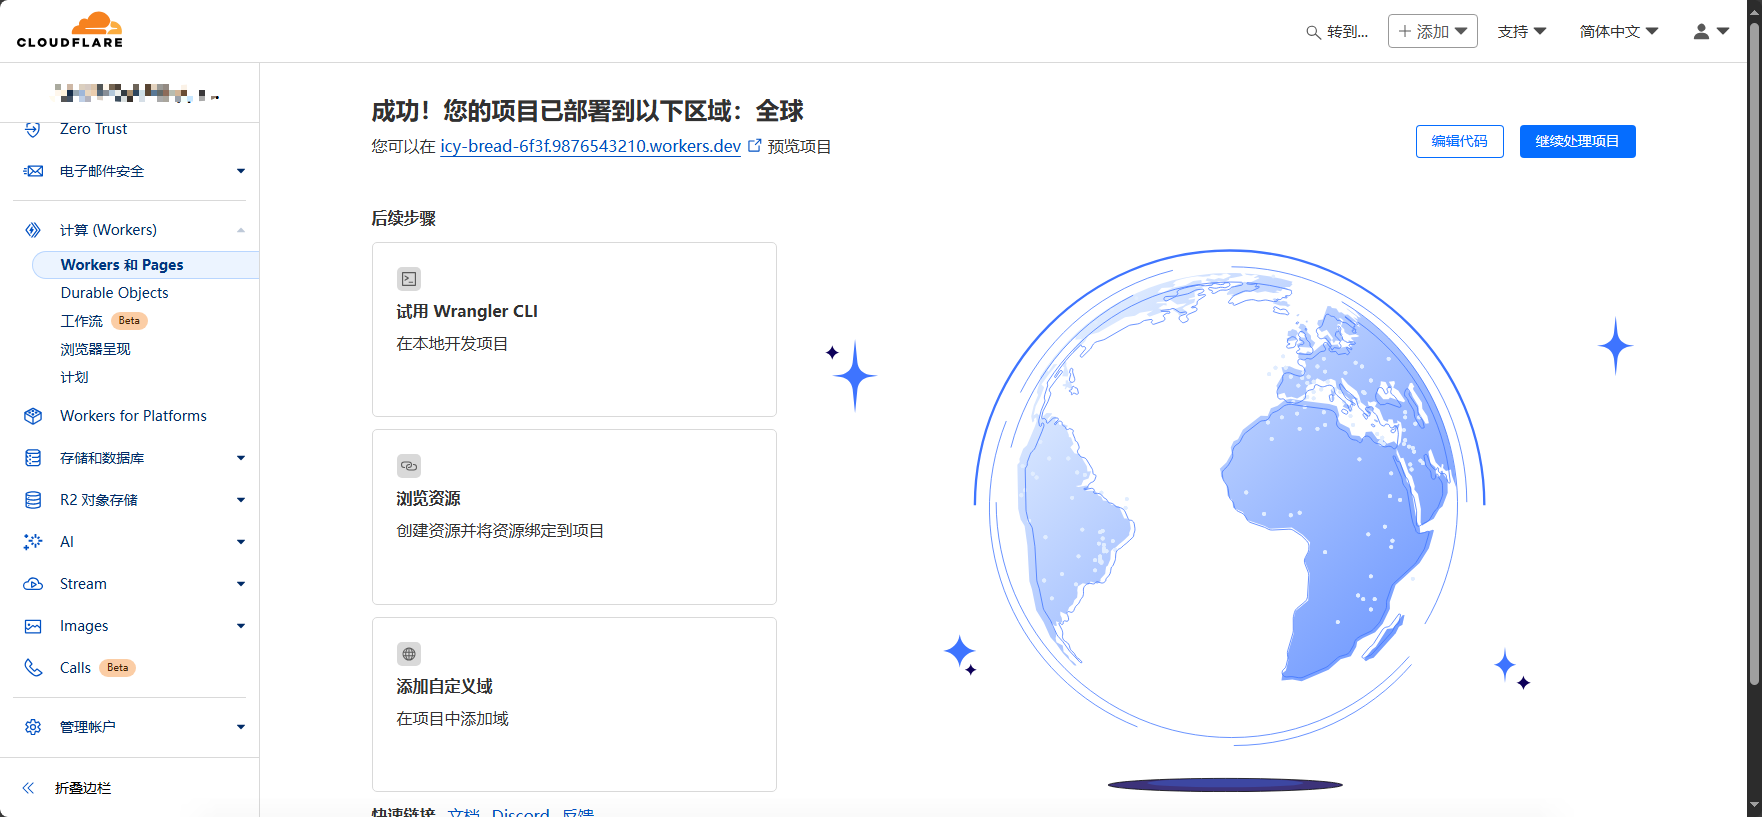 CLOUDFLARE
转到...
添加
支持
简体中文
Zero Trust
电子邮件安全
计算 (Workers)
Workers 和 Pages
Durable Objects
工作流 Beta
浏览器呈现
计划
Workers for Platforms
存储和数据库
R2 对象存储
AI
Stream
Images
Calls Beta
管理帐户
折叠边栏
成功！您的项目已部署到以下区域：全球
您可以在 icy-bread-6f3f.9876543210.workers.dev 预览项目
编辑代码
继续处理项目
后续步骤
试用 Wrangler CLI
在本地开发项目
浏览资源
创建资源并将资源绑定到项目
添加自定义域
在项目中添加域
快速链接 文档 Discord 反馈